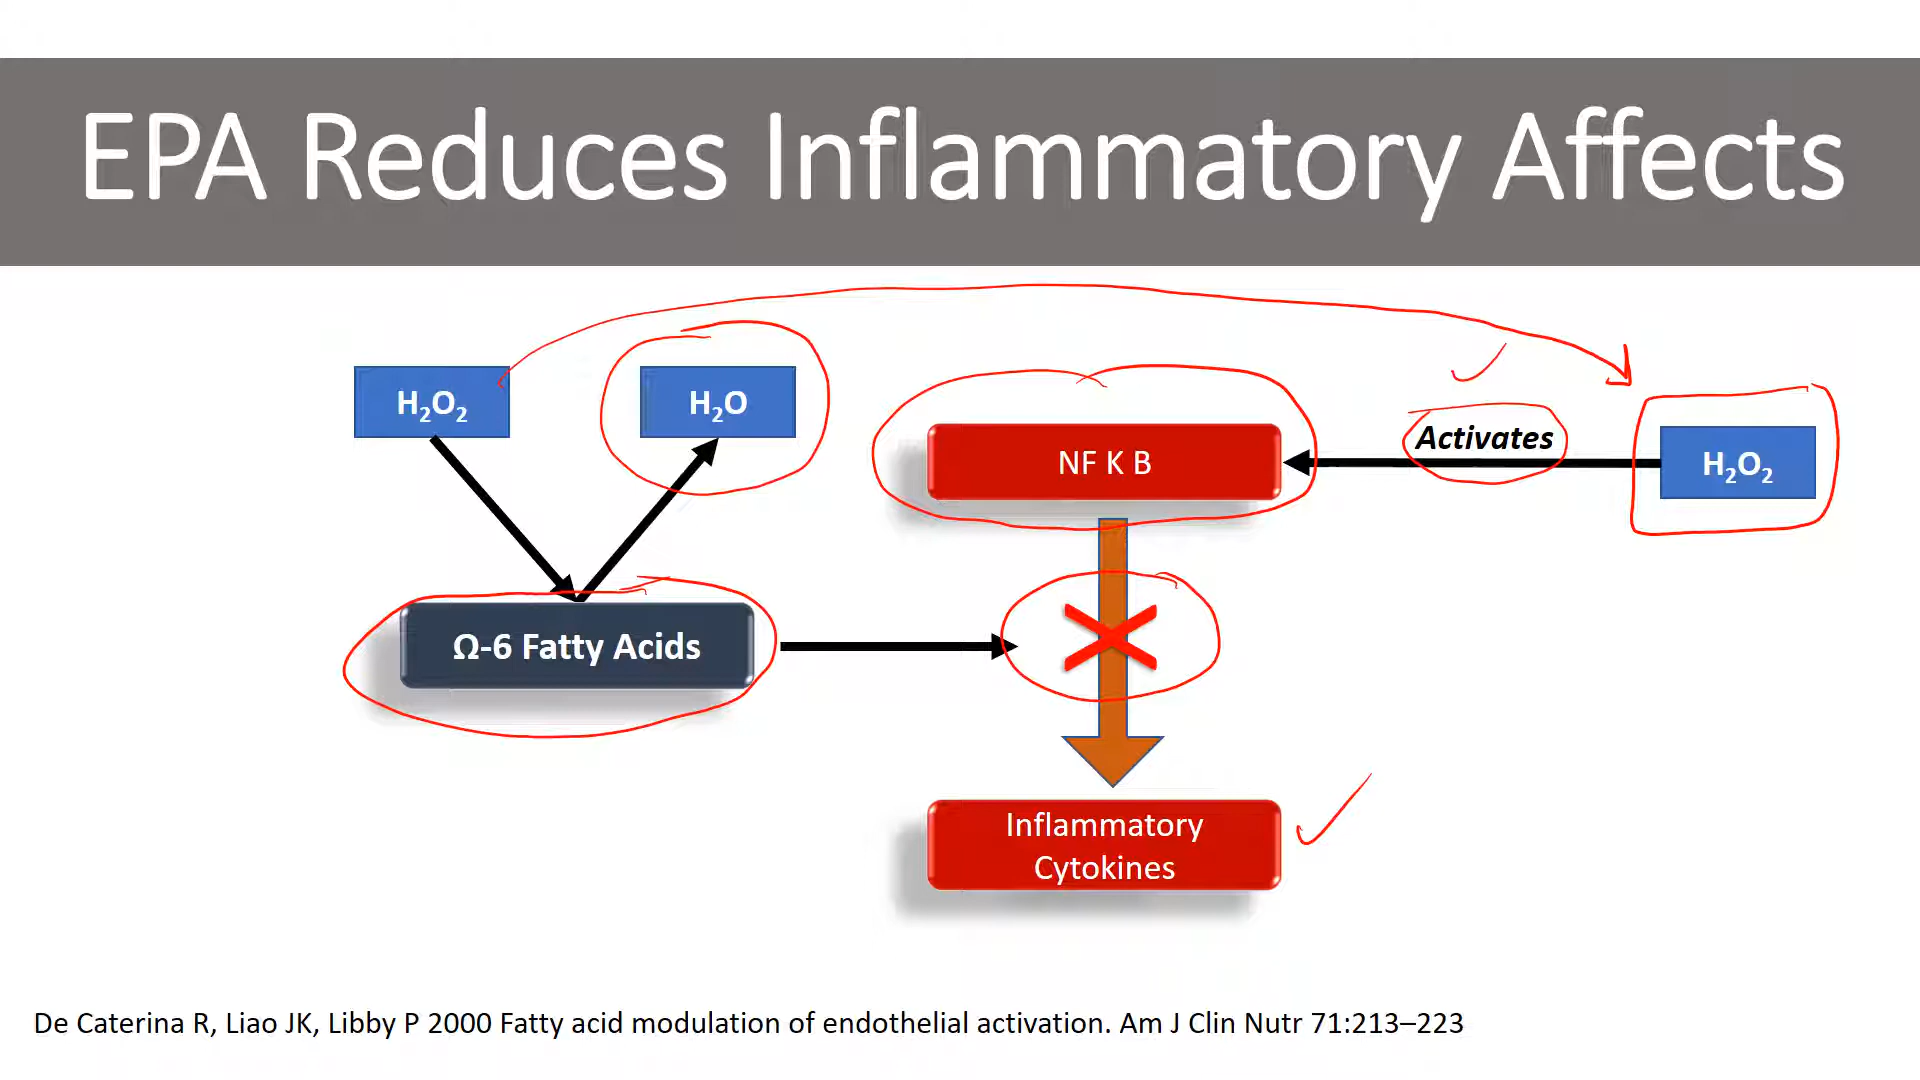 EPA Reduces Inflammatory Affects
H₂O₂
H₂O
NF K B
Activates
H₂O₂
Ω-6 Fatty Acids
Inflammatory
Cytokines
De Caterina R, Liao JK, Libby P 2000 Fatty acid modulation of endothelial activation. Am J Clin Nutr 71:213–223